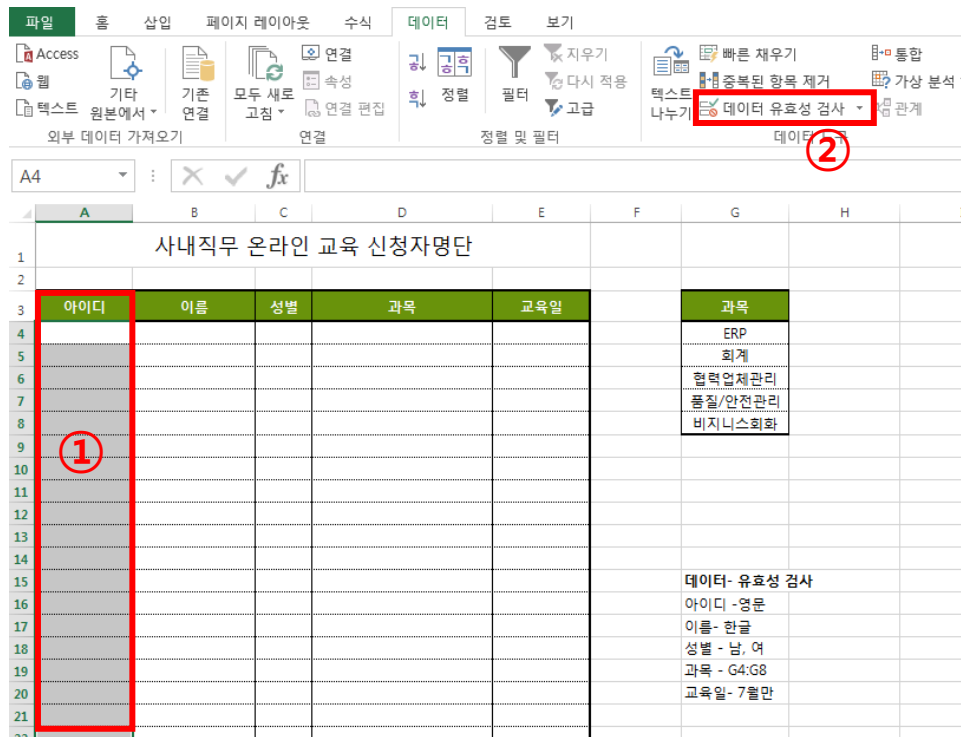 파일 홈 삽입 페이지 레이아웃 수식 데이터 검토 보기
Access
웹
텍스트
기타
원본에서
기존
연결
외부 데이터 가져오기
모두 새로
고침
연결
속성
연결 편집
연결
정렬
필터
지우기
다시 적용
고급
정렬 및 필터
텍스트
나누기
빠른 채우기
중복된 항목 제거
데이터 유효성 검사
통합
가상 분석
관계
②
A4 fx
A B C D E F G H
1 사내직무 온라인 교육 신청자명단
2
3 아이디 이름 성별 과목 교육일 과목
4 ERP
5 회계
6 협력업체관리
7 품질/안전관리
8 비지니스회화
9 ①
10
11
12
13
14
15 데이터- 유효성 검사
16 아이디 -영문
17 이름- 한글
18 성별 - 남, 여
19 과목 - G4:G8
20 교육일- 7월만
21